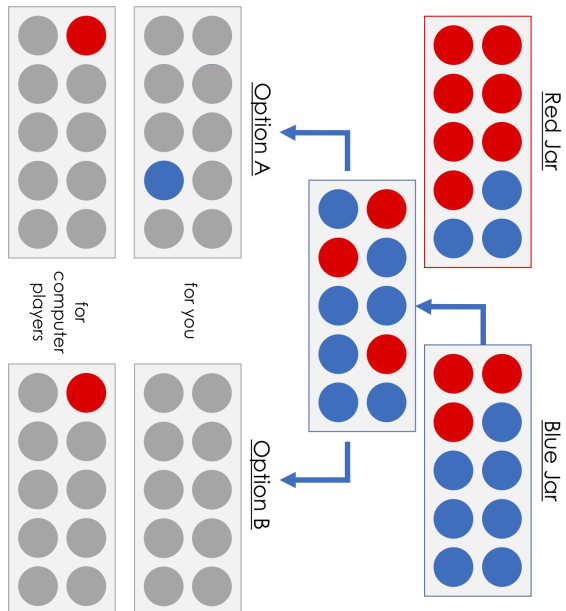 Red Jar
Blue Jar
Option A
Option B
for you
for
computer
players